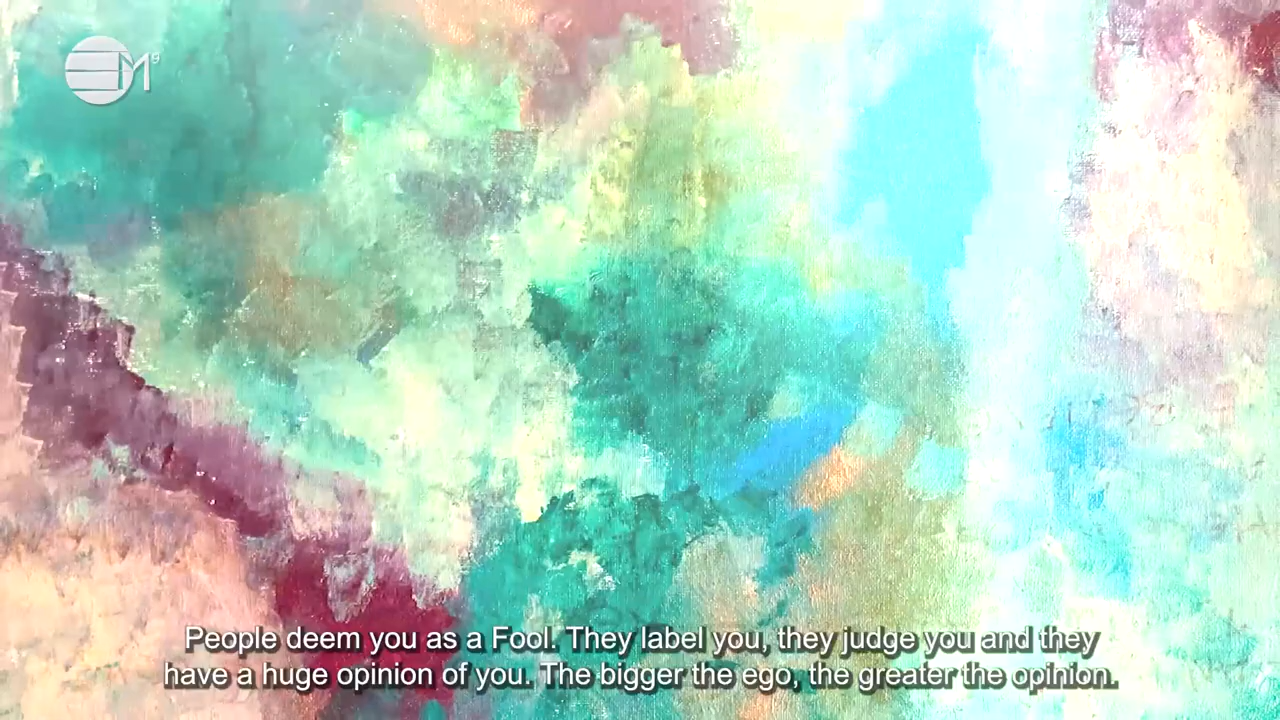 EM9
People deem you as a Fool. They label you, they judge you and they
have a huge opinion of you. The bigger the ego, the greater the opinion.